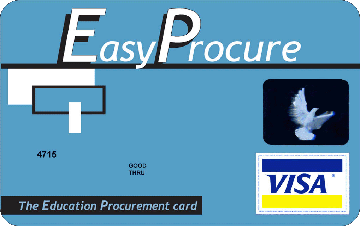 EasyProcure
4715
GOOD
THRU
VISA
The Education Procurement card